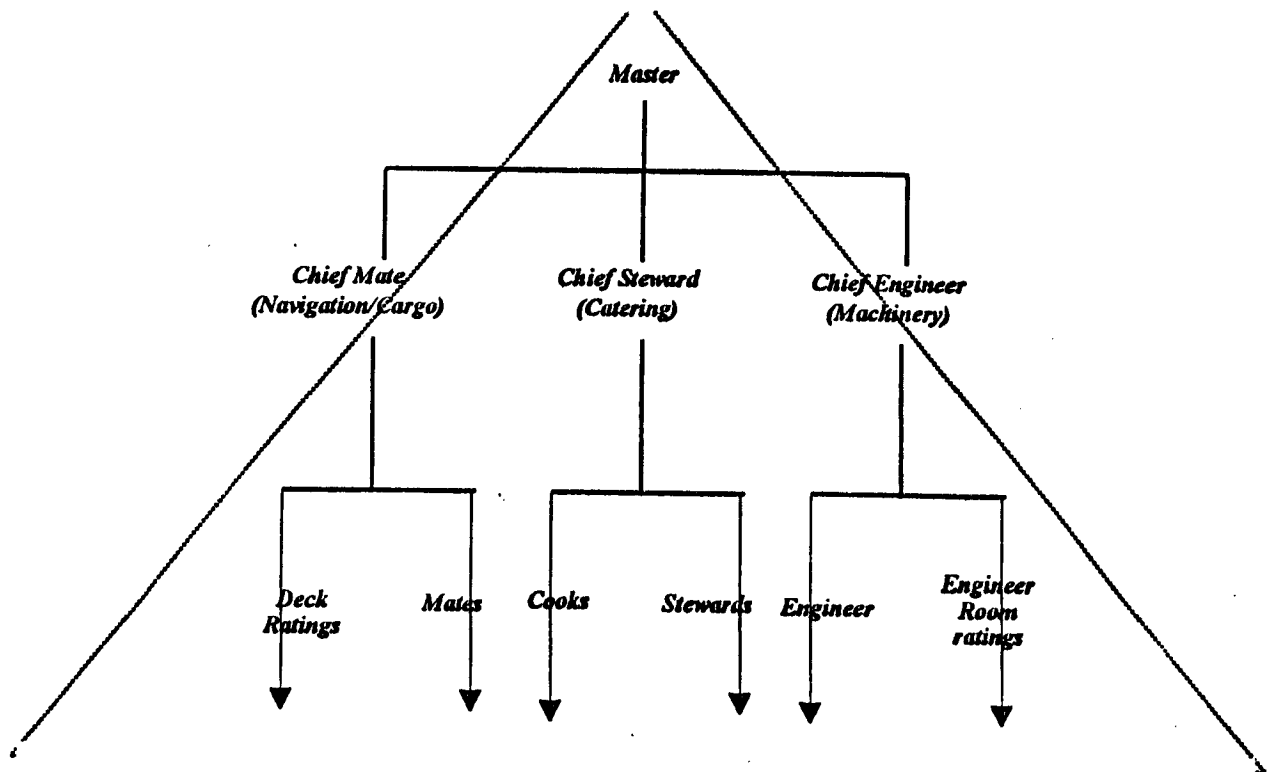 Master
Chief Mate
(Navigation/Cargo)
Chief Steward
(Catering)
Chief Engineer
(Machinery)
Deck
Ratings
Mates
Cooks
Stewards
Engineer
Engineer
Room
ratings